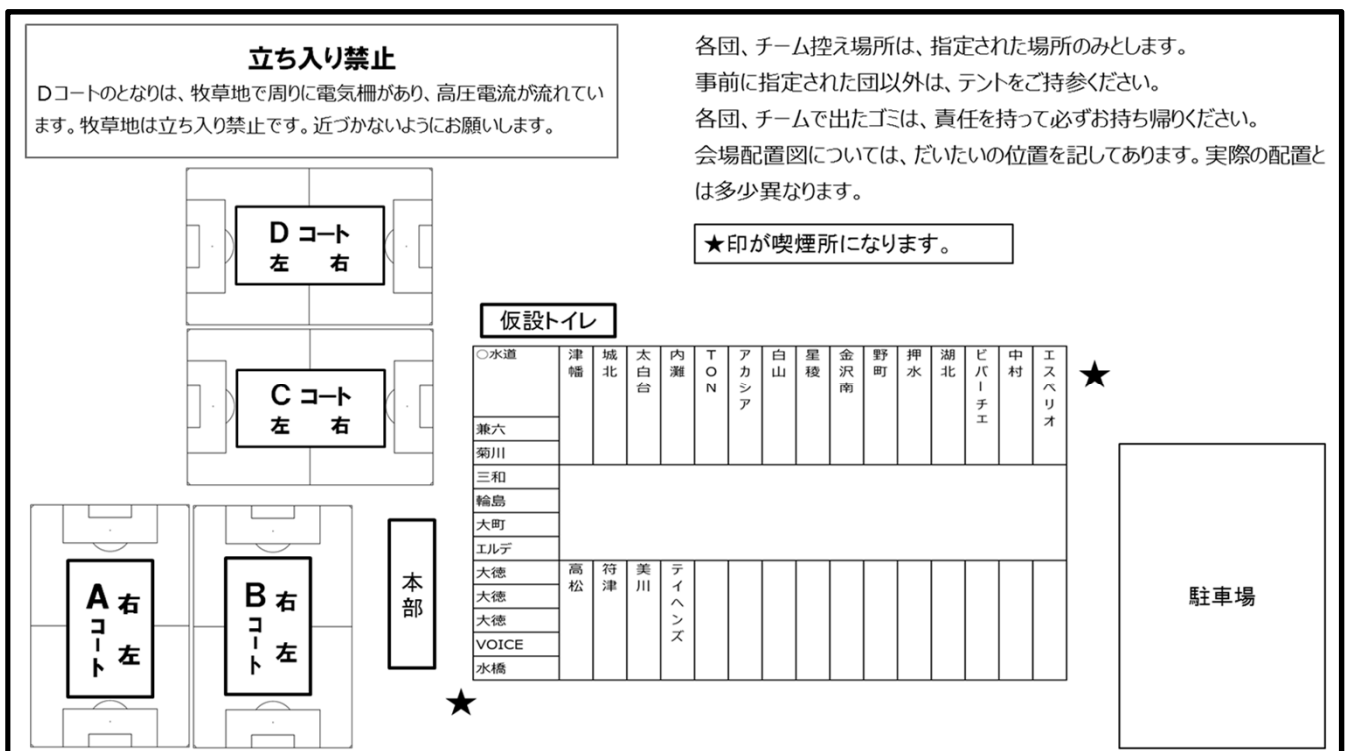 立ち入り禁止
Dコートのとなりは、牧草地で周りに電気柵があり、高圧電流が流れてい
ます。牧草地は立ち入り禁止です。近づかないようにお願いします。
各団、チーム控え場所は、指定された場所のみとします。
事前に指定された団以外は、テントをご持参ください。
各団、チームで出たゴミは、責任を持って必ずお持ち帰りください。
会場配置図については、だいたいの位置を記してあります。実際の配置と
は多少異なります。
★印が喫煙所になります。
D コート
左 右
C コート
左 右
A コート
右 左
B コート
右 左
本部
★
仮設トイレ
○水道
津幡
城北
太白台
内灘
TON
アカシア
白山
星稜
金沢南
野町
押水
湖北
ビバーチェ
中村
エスペリオ
★
兼六
菊川
三和
輪島
大町
エルデ
大徳
大徳
大徳
VOICE
水橋
高松
符津
美川
テイヘンズ
駐車場